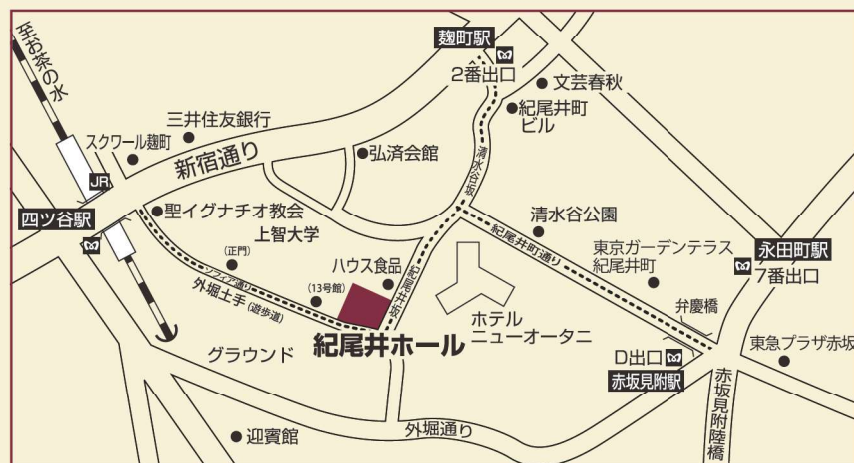 至お茶の水
麹町駅
2番出口
文芸春秋
紀尾井町
ビル
三井住友銀行
スクワール麹町
新宿通り
弘済会館
清水谷坂
JR
四ツ谷駅
聖イグナチオ教会
上智大学
(正門)
ソフィア通り
外堀土手(遊歩道)
(13号館)
ハウス食品
紀尾井坂
清水谷公園
紀尾井町通り
東京ガーデンテラス
紀尾井町
永田町駅
7番出口
弁慶橋
ホテル
ニューオータニ
紀尾井ホール
グラウンド
D出口
赤坂見附駅
東急プラザ赤坂
赤坂見附陸橋
外堀通り
迎賓館